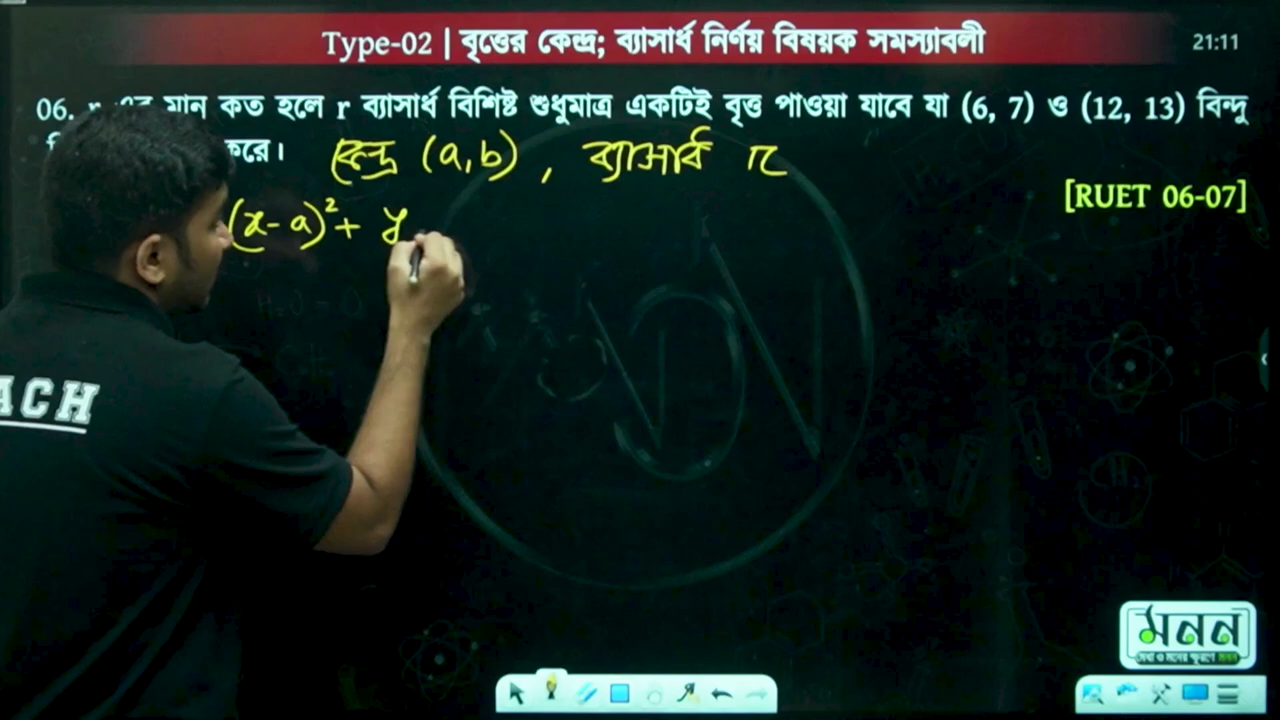 Type-02 | বৃত্তের কেন্দ্র; ব্যাসার্ধ নির্ণয় বিষয়ক সমস্যাবলী
21:11
06. r এর মান কত হলে r ব্যাসার্ধ বিশিষ্ট শুধুমাত্র একটিই বৃত্ত পাওয়া যাবে যা (6, 7) ও (12, 13) বিন্দু
করে।
কেন্দ্র (a,b) , ব্যাসার্ধ r
[RUET 06-07]
(x-a)² + y
ACH
মনন